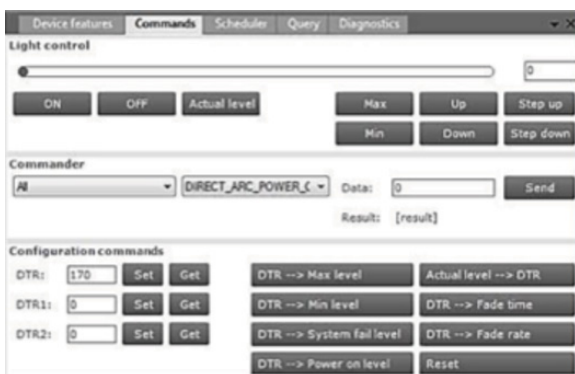 Device features Commands Scheduler Query Diagnostics
Light control
0
ON OFF Actual level Max Up Step up
Min Down Step down
Commander
All DIRECT_ARC_POWER_C Data: 0 Send
Result: [result]
Configuration commands
DTR: 170 Set Get DTR --> Max level Actual level --> DTR
DTR1: 0 Set Get DTR --> Min level DTR --> Fade time
DTR2: 0 Set Get DTR --> System fail level DTR --> Fade rate
DTR --> Power on level Reset